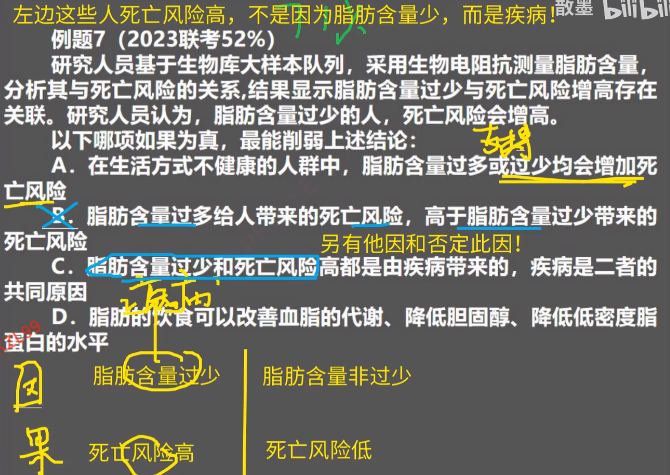 左边这些人死亡风险高，不是因为脂肪含量少，而是疾病！
散墨 bilibili
例题7（2023联考52%）
研究人员基于生物库大样本队列，采用生物电阻抗测量脂肪含量，
分析其与死亡风险的关系,结果显示脂肪含量过少与死亡风险增高存在
关联。研究人员认为，脂肪含量过少的人，死亡风险会增高。
以下哪项如果为真，最能削弱上述结论：
支持
A．在生活方式不健康的人群中，脂肪含量过多或过少均会增加死
亡风险
B．脂肪含量过多给人带来的死亡风险，高于脂肪含量过少带来的
死亡风险
另有他因和否定此因！
C．脂肪含量过少和死亡风险高都是由疾病带来的，疾病是二者的
共同原因
疾病
D．脂肪的饮食可以改善血脂的代谢、降低胆固醇、降低低密度脂
蛋白的水平
因 脂肪含量过少 脂肪含量非过少
果 死亡风险高 死亡风险低